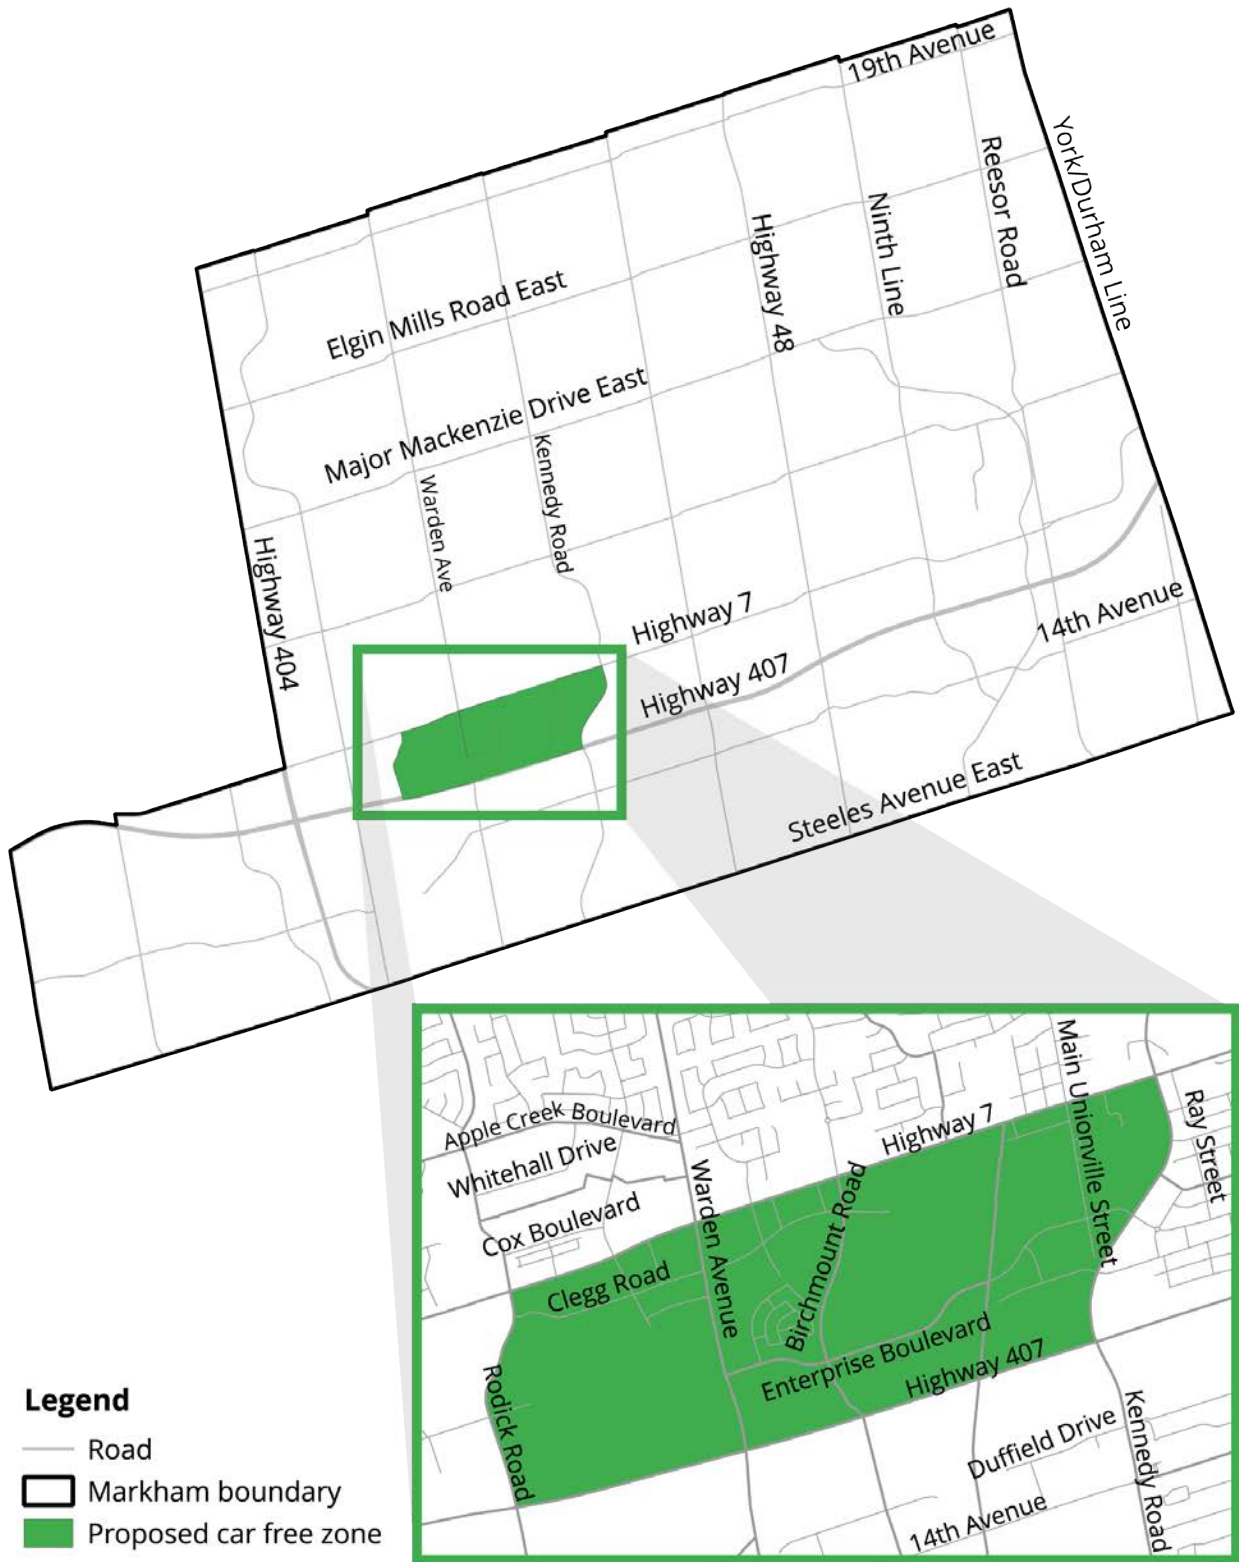 19th Avenue
York/Durham Line
Reesor Road
Ninth Line
Highway 48
Elgin Mills Road East
Major Mackenzie Drive East
Kennedy Road
Warden Ave
Highway 404
Highway 7
14th Avenue
Highway 407
Steeles Avenue East
Main Unionville Street
Ray Street
Apple Creek Boulevard
Highway 7
Whitehall Drive
Warden Avenue
Birchmount Road
Cox Boulevard
Clegg Road
Enterprise Boulevard
Highway 407
Rodick Road
Duffield Drive
Kennedy Road
14th Avenue
Legend
Road
Markham boundary
Proposed car free zone